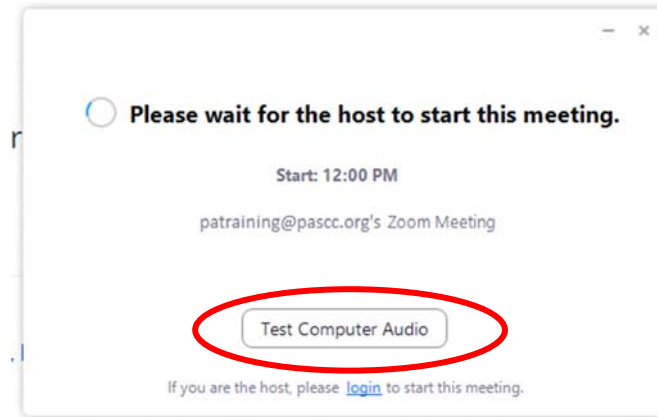 Please wait for the host to start this meeting.
Start: 12:00 PM
patraining@pascc.org's Zoom Meeting
Test Computer Audio
If you are the host, please login to start this meeting.